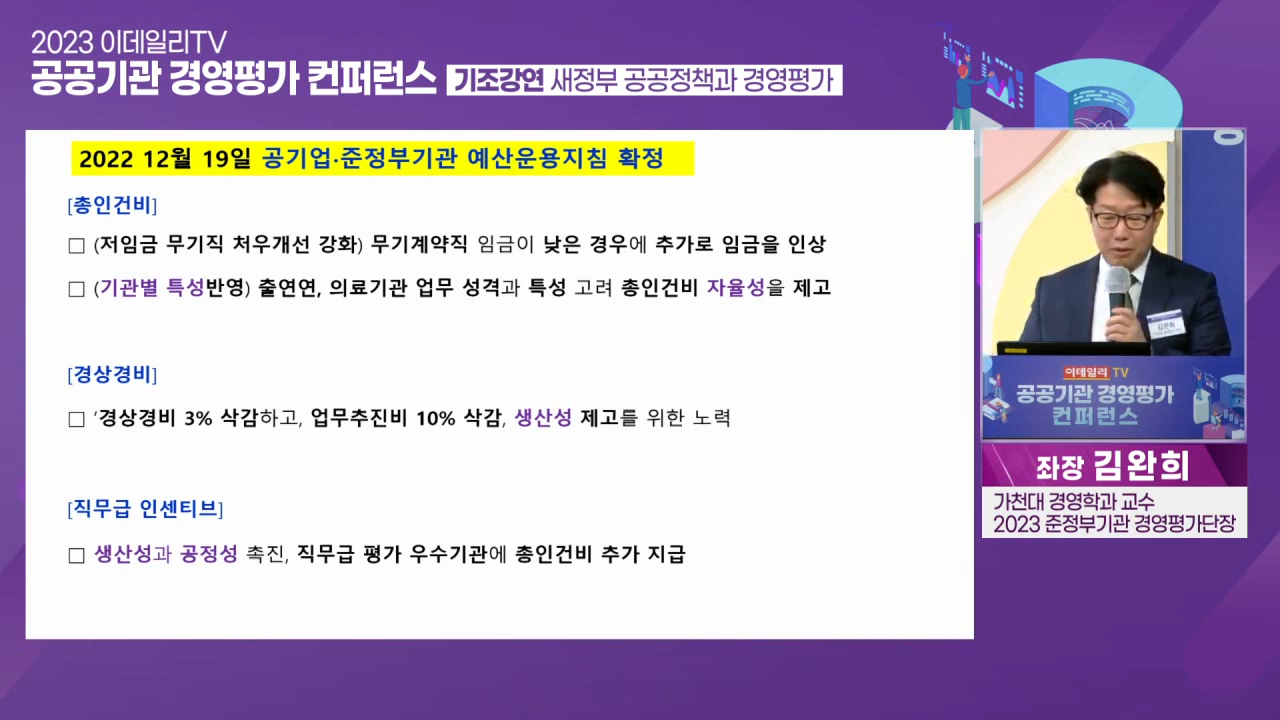 2023 이데일리TV
공공기관 경영평가 컨퍼런스 기조강연 새정부 공공정책과 경영평가
2022 12월 19일 공기업·준정부기관 예산운용지침 확정
[총인건비]
□ (저임금 무기직 처우개선 강화) 무기계약직 임금이 낮은 경우에 추가로 임금을 인상
□ (기관별 특성반영) 출연연, 의료기관 업무 성격과 특성 고려 총인건비 자율성을 제고
[경상경비]
□ ‘경상경비 3% 삭감하고, 업무추진비 10% 삭감, 생산성 제고를 위한 노력
[직무급 인센티브]
□ 생산성과 공정성 촉진, 직무급 평가 우수기관에 총인건비 추가 지급
김완희
이데일리 TV
공공기관 경영평가
컨퍼런스
좌장 김완희
가천대 경영학과 교수
2023 준정부기관 경영평가단장